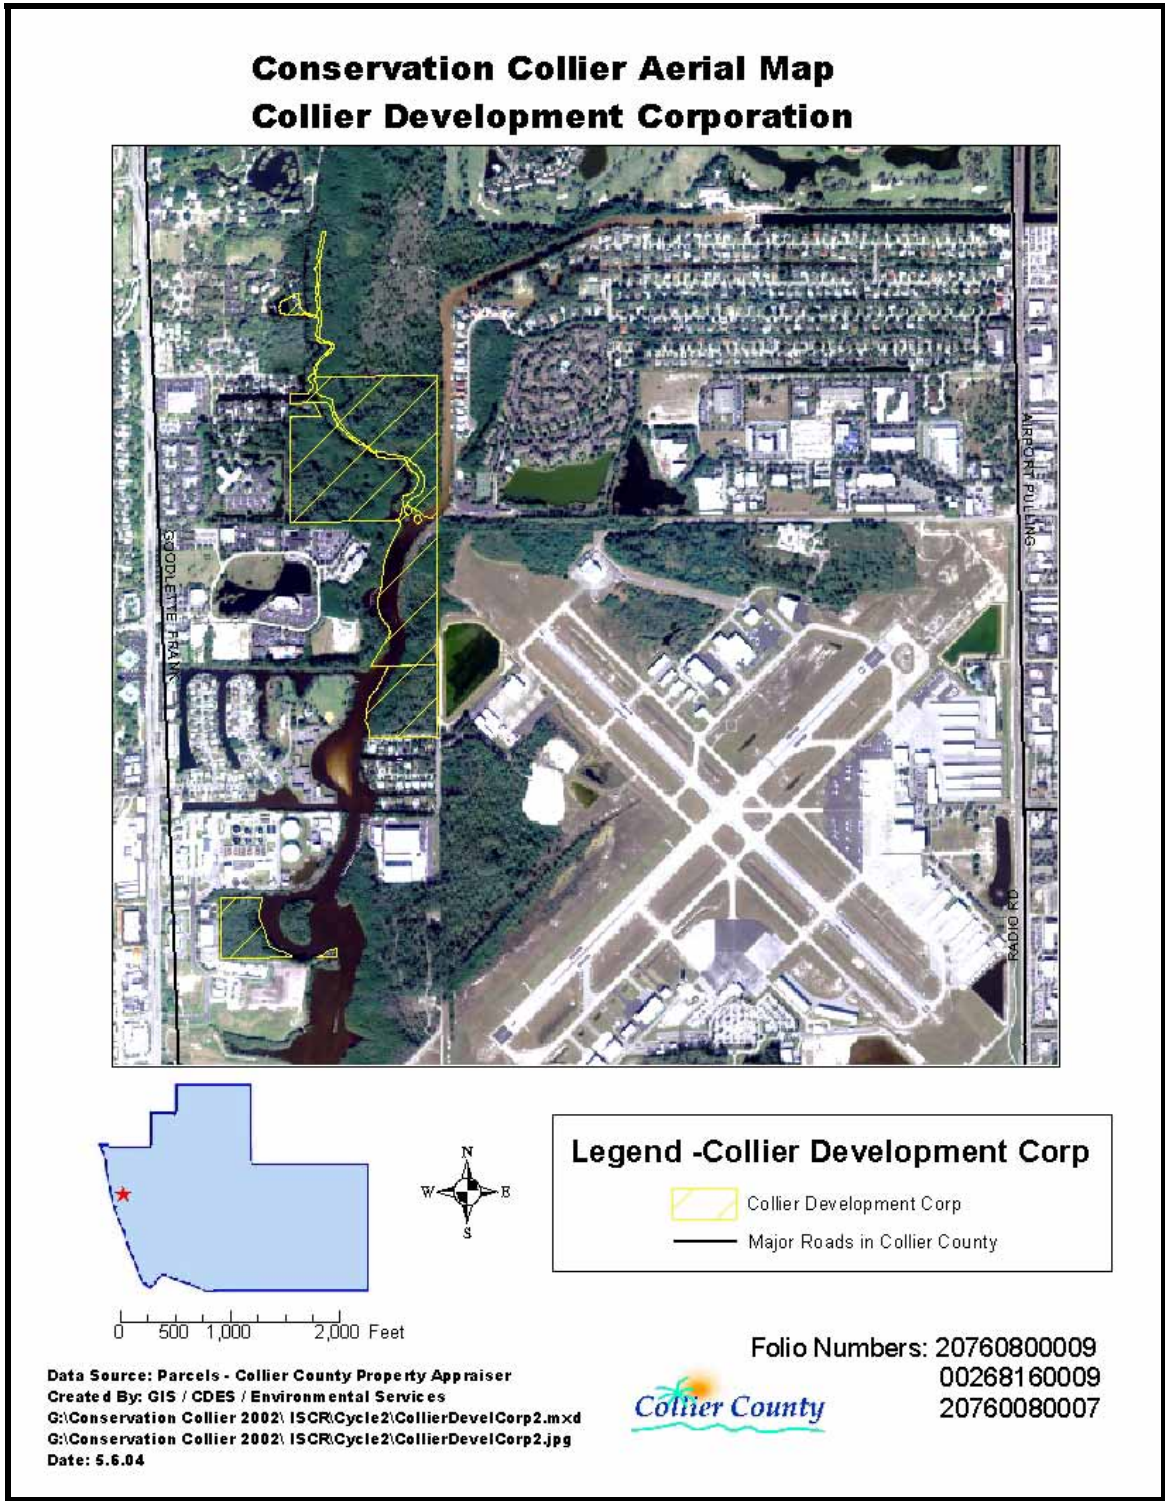 Conservation Collier Aerial Map
Collier Development Corporation
AIRPORT PULLING
GOODLETTE FRANK
RADIO RD
N
W E
S
Legend -Collier Development Corp
Collier Development Corp
Major Roads in Collier County
0 500 1,000 2,000 Feet
Folio Numbers: 20760800009
00268160009
20760080007
Data Source: Parcels - Collier County Property Appraiser
Created By: GIS / CDES / Environmental Services
G:\Conservation Collier 2002\ ISCR\Cycle2\CollierDevelCorp2.mxd
G:\Conservation Collier 2002\ ISCR\Cycle2\CollierDevelCorp2.jpg
Date: 5.6.04
Collier County